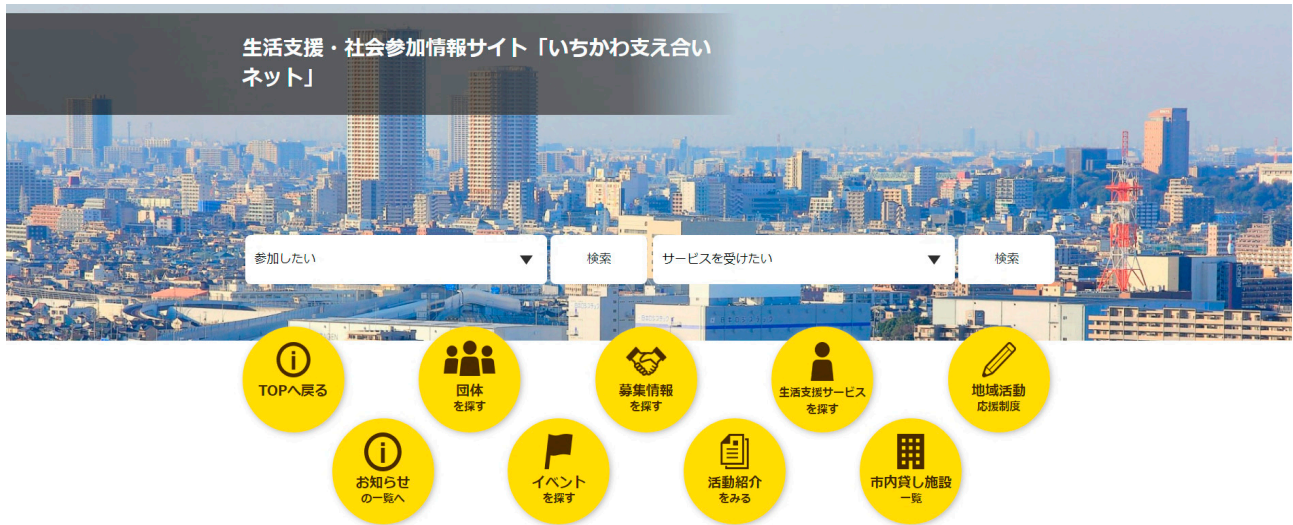 生活支援・社会参加情報サイト「いちかわ支え合い
ネット」
参加したい ▼ 検索 サービスを受けたい ▼ 検索
TOPへ戻る
団体
を探す
募集情報
を探す
生活支援サービス
を探す
地域活動
応援制度
お知らせ
の一覧へ
イベント
を探す
活動紹介
をみる
市内貸し施設
一覧